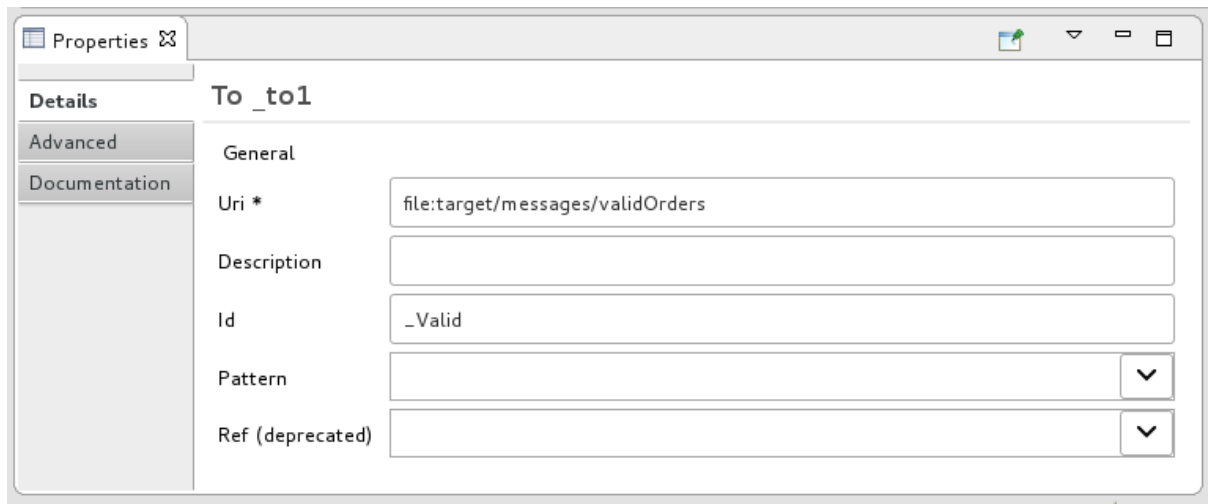 Properties
Details
Advanced
Documentation
To _to1
General
Uri *
file:target/messages/validOrders
Description
Id
_Valid
Pattern
Ref (deprecated)